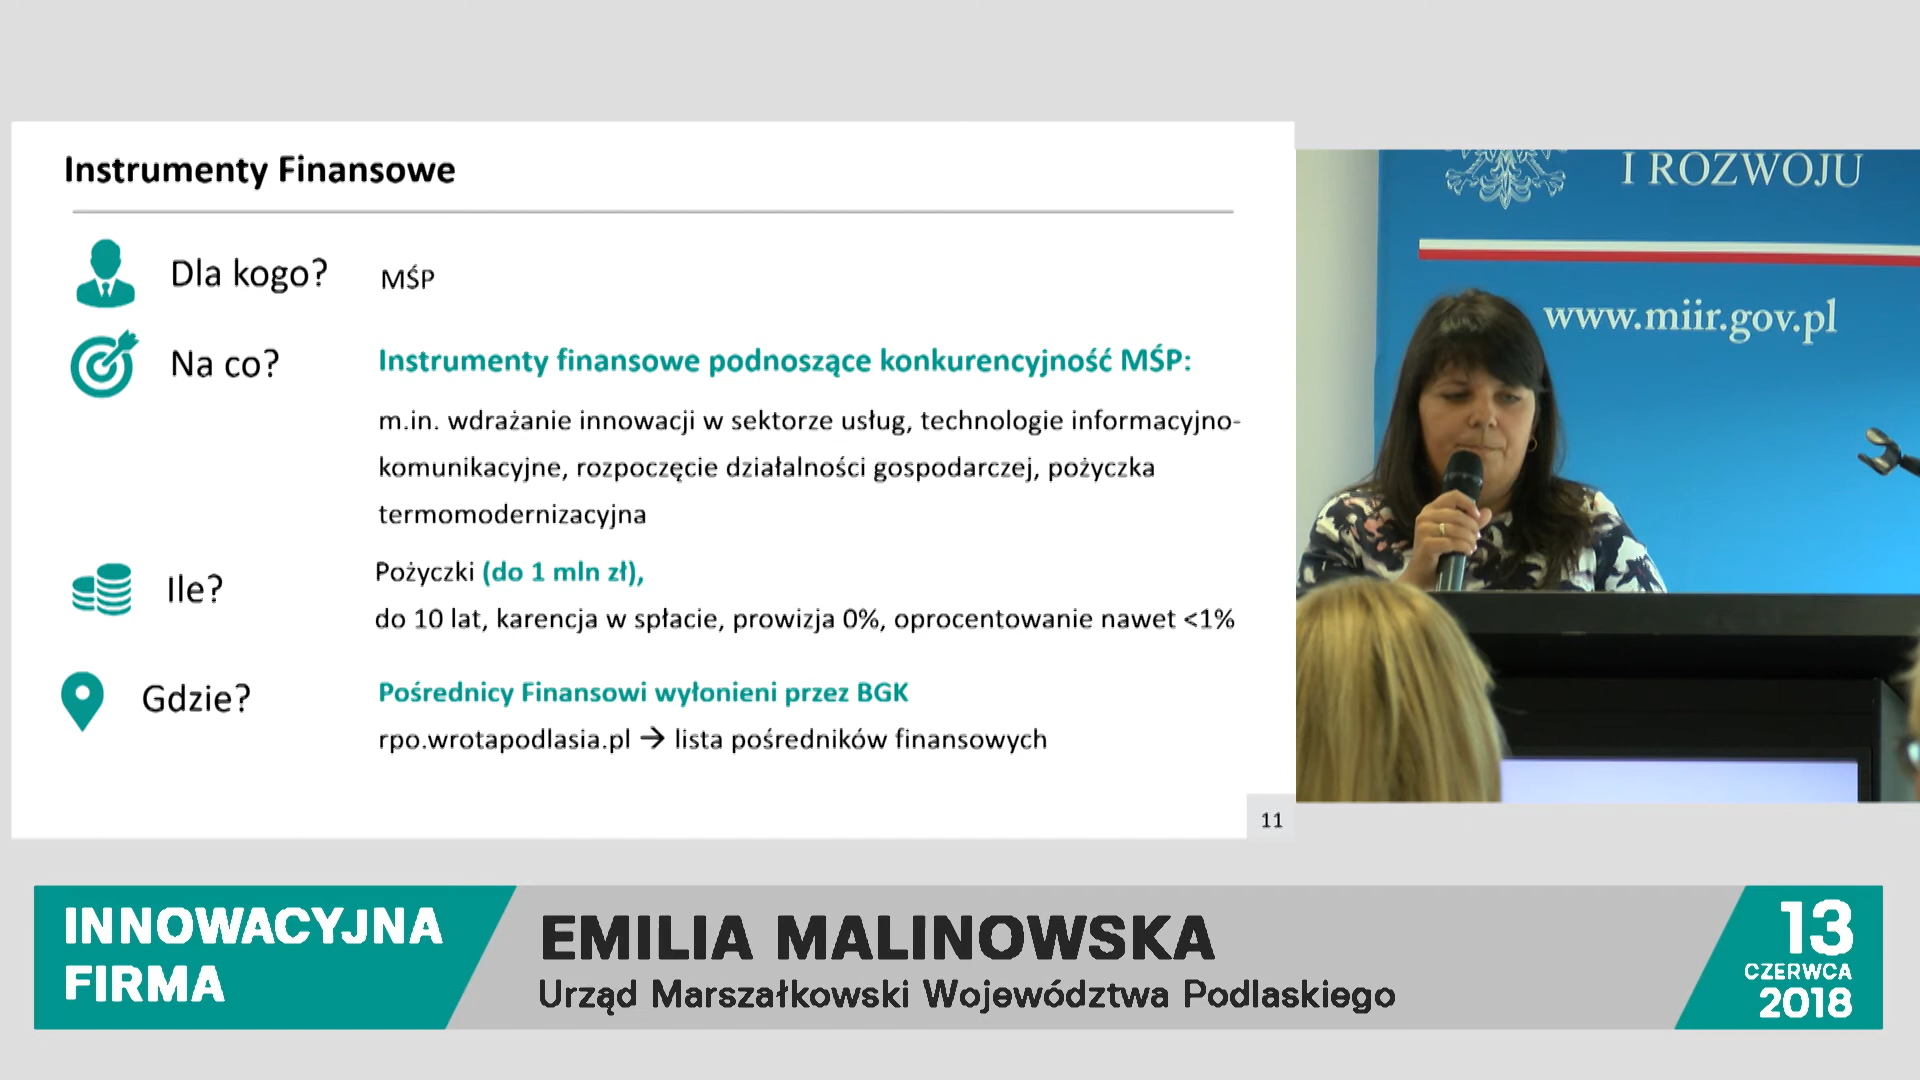 Instrumenty Finansowe
Dla kogo?
MŚP
Na co?
Instrumenty finansowe podnoszące konkurencyjność MŚP:
m.in. wdrażanie innowacji w sektorze usług, technologie informacyjno-
komunikacyjne, rozpoczęcie działalności gospodarczej, pożyczka
termomodernizacyjna
Ile?
Pożyczki (do 1 mln zł),
do 10 lat, karencja w spłacie, prowizja 0%, oprocentowanie nawet <1%
Gdzie?
Pośrednicy Finansowi wyłonieni przez BGK
rpo.wrotapodlasia.pl → lista pośredników finansowych
11
I ROZWOJU
www.miir.gov.pl
INNOWACYJNA
FIRMA
EMILIA MALINOWSKA
Urząd Marszałkowski Województwa Podlaskiego
13
CZERWCA
2018